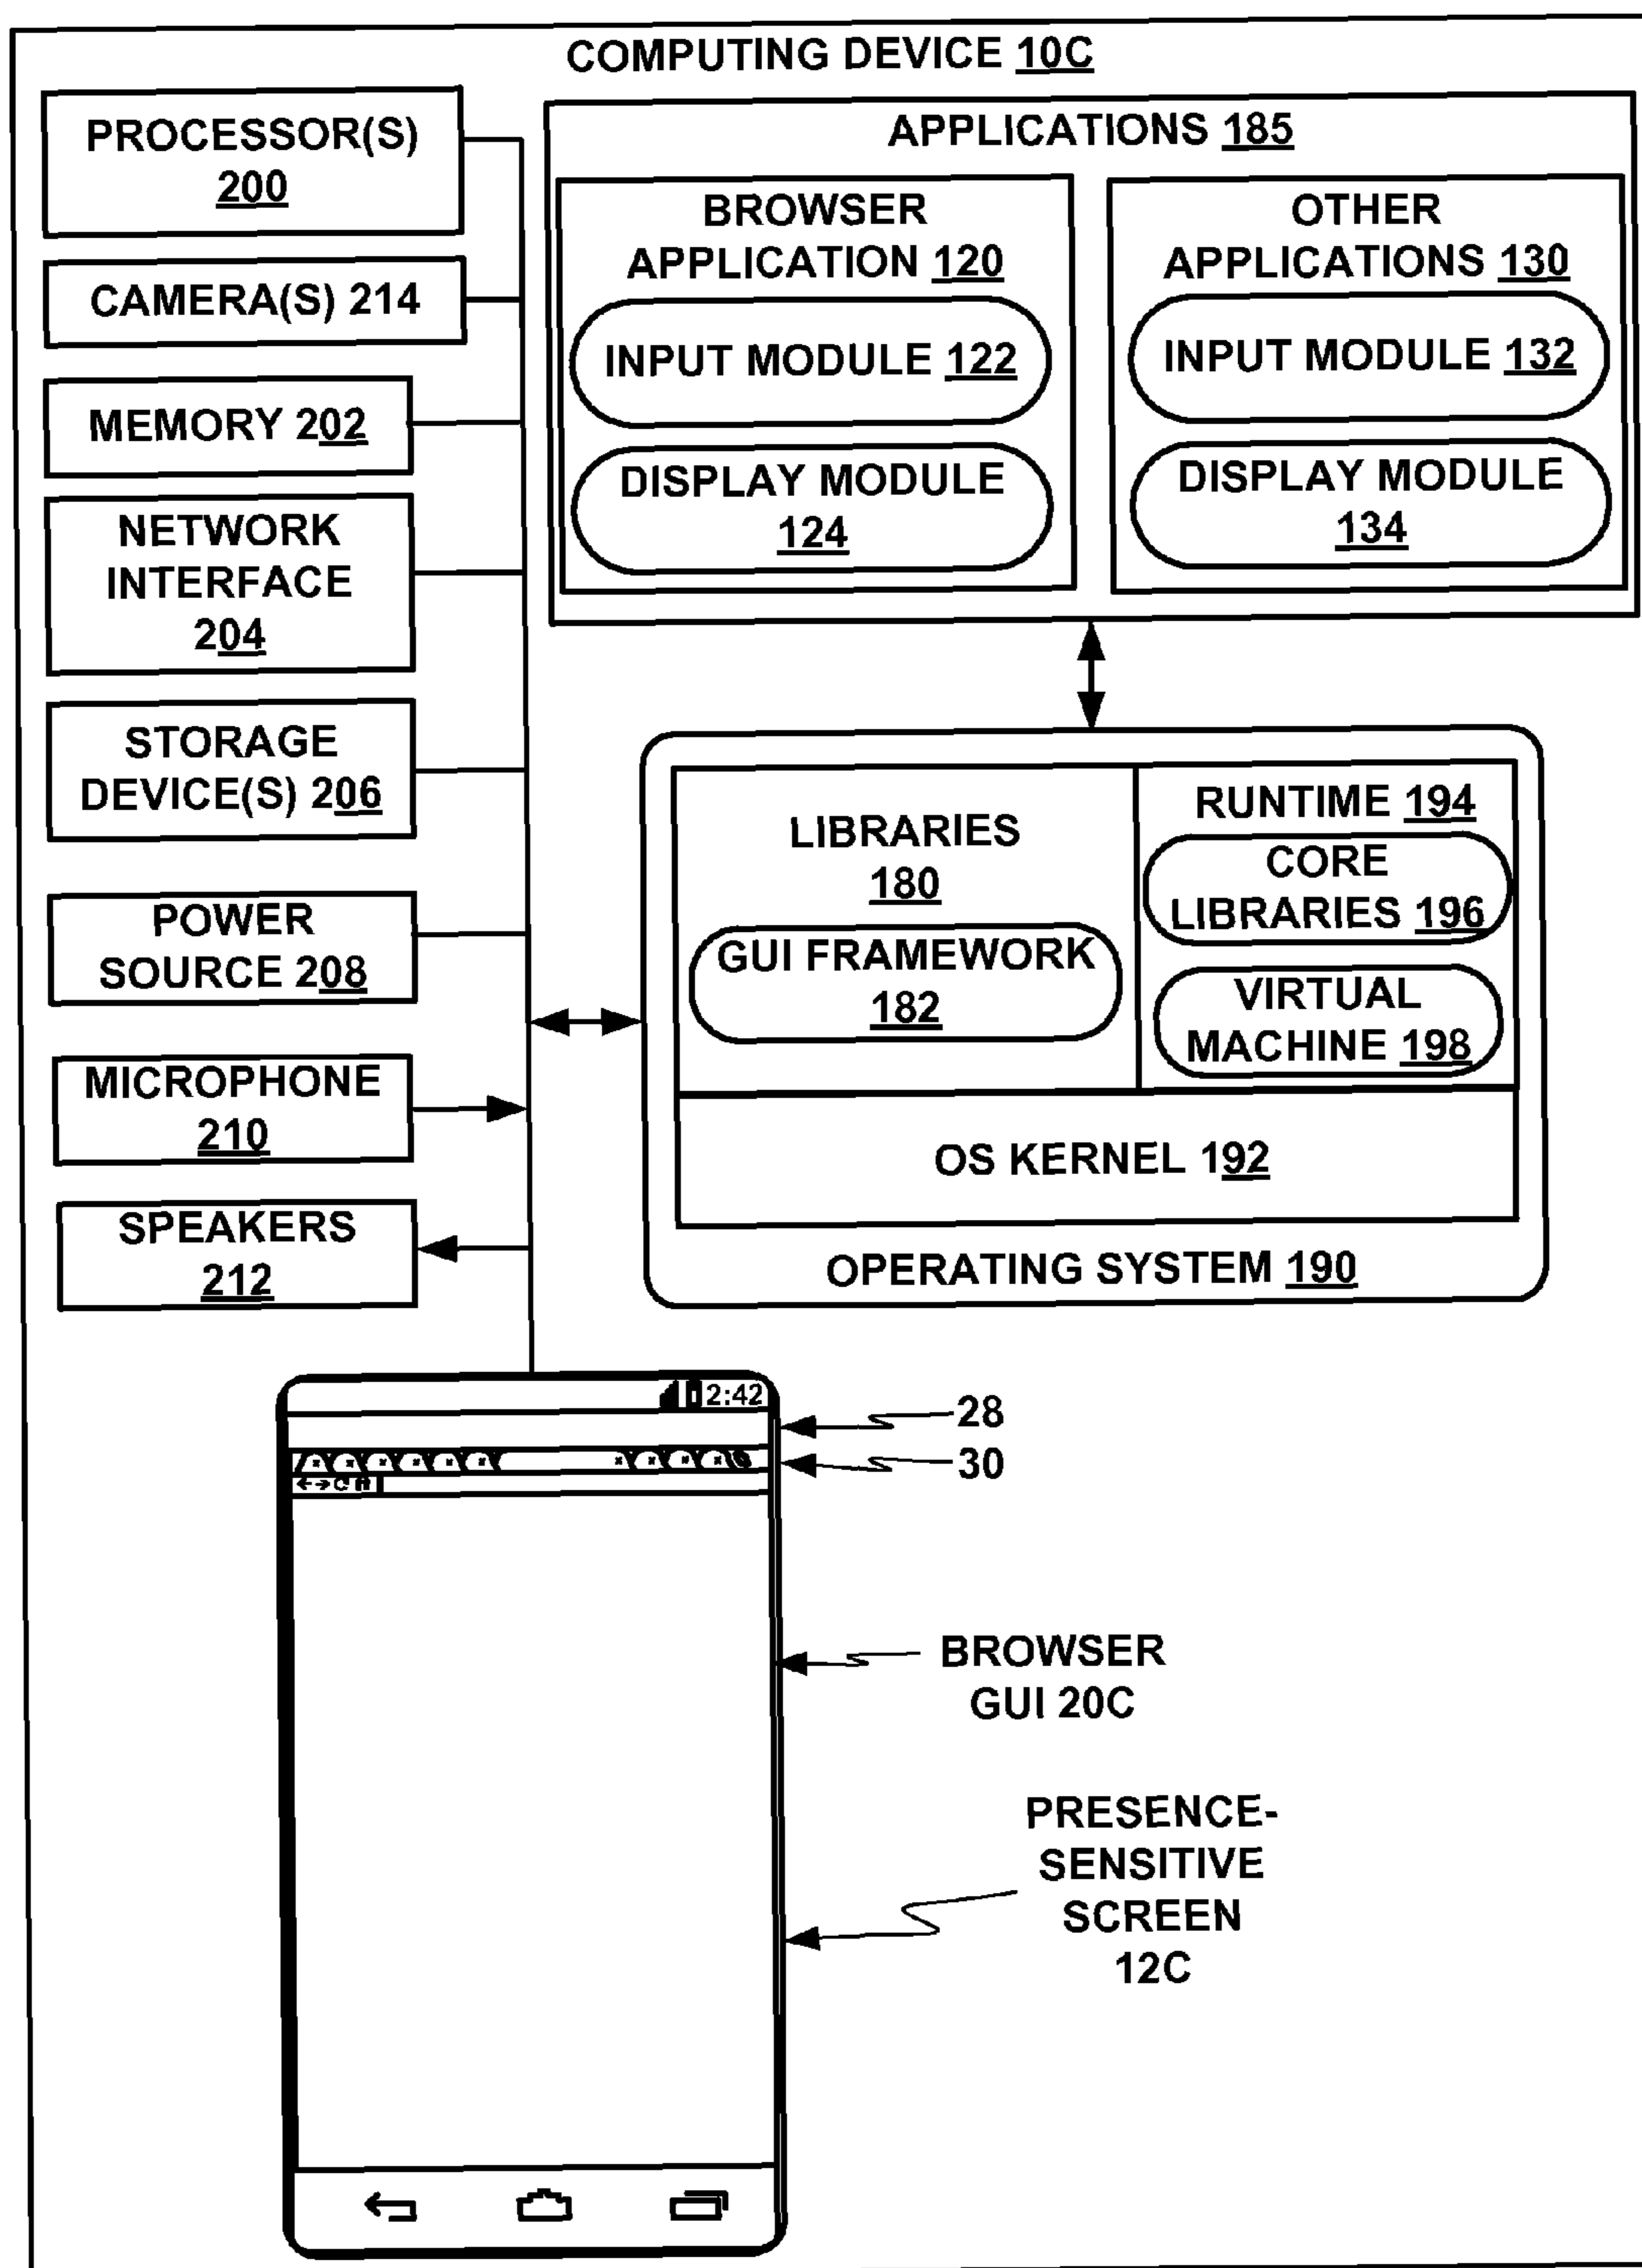 COMPUTING DEVICE 10C
PROCESSOR(S)
200
CAMERA(S) 214
MEMORY 202
NETWORK
INTERFACE
204
STORAGE
DEVICE(S) 206
POWER
SOURCE 208
MICROPHONE
210
SPEAKERS
212
APPLICATIONS 185
BROWSER
APPLICATION 120
INPUT MODULE 122
DISPLAY MODULE
124
OTHER
APPLICATIONS 130
INPUT MODULE 132
DISPLAY MODULE
134
LIBRARIES
180
GUI FRAMEWORK
182
RUNTIME 194
CORE
LIBRARIES 196
VIRTUAL
MACHINE 198
OS KERNEL 192
OPERATING SYSTEM 190
2:42
28
30
BROWSER
GUI 20C
PRESENCE-
SENSITIVE
SCREEN
12C